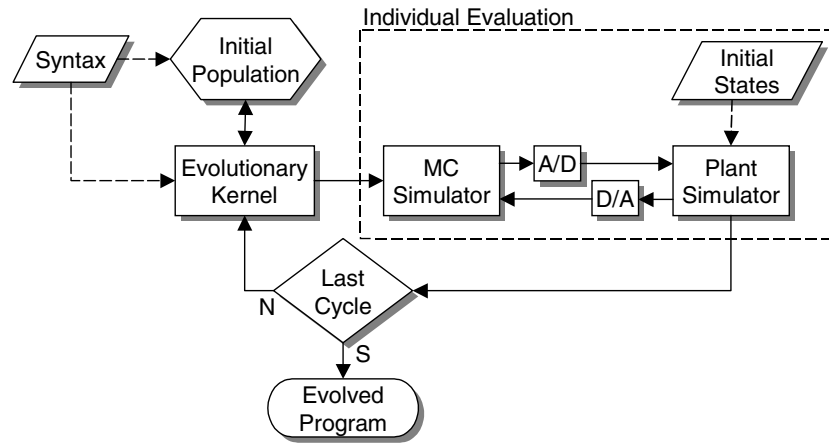 Individual Evaluation
Syntax
Initial
Population
Initial
States
Evolutionary
Kernel
MC
Simulator
A/D
D/A
Plant
Simulator
Last
Cycle
N
S
Evolved
Program